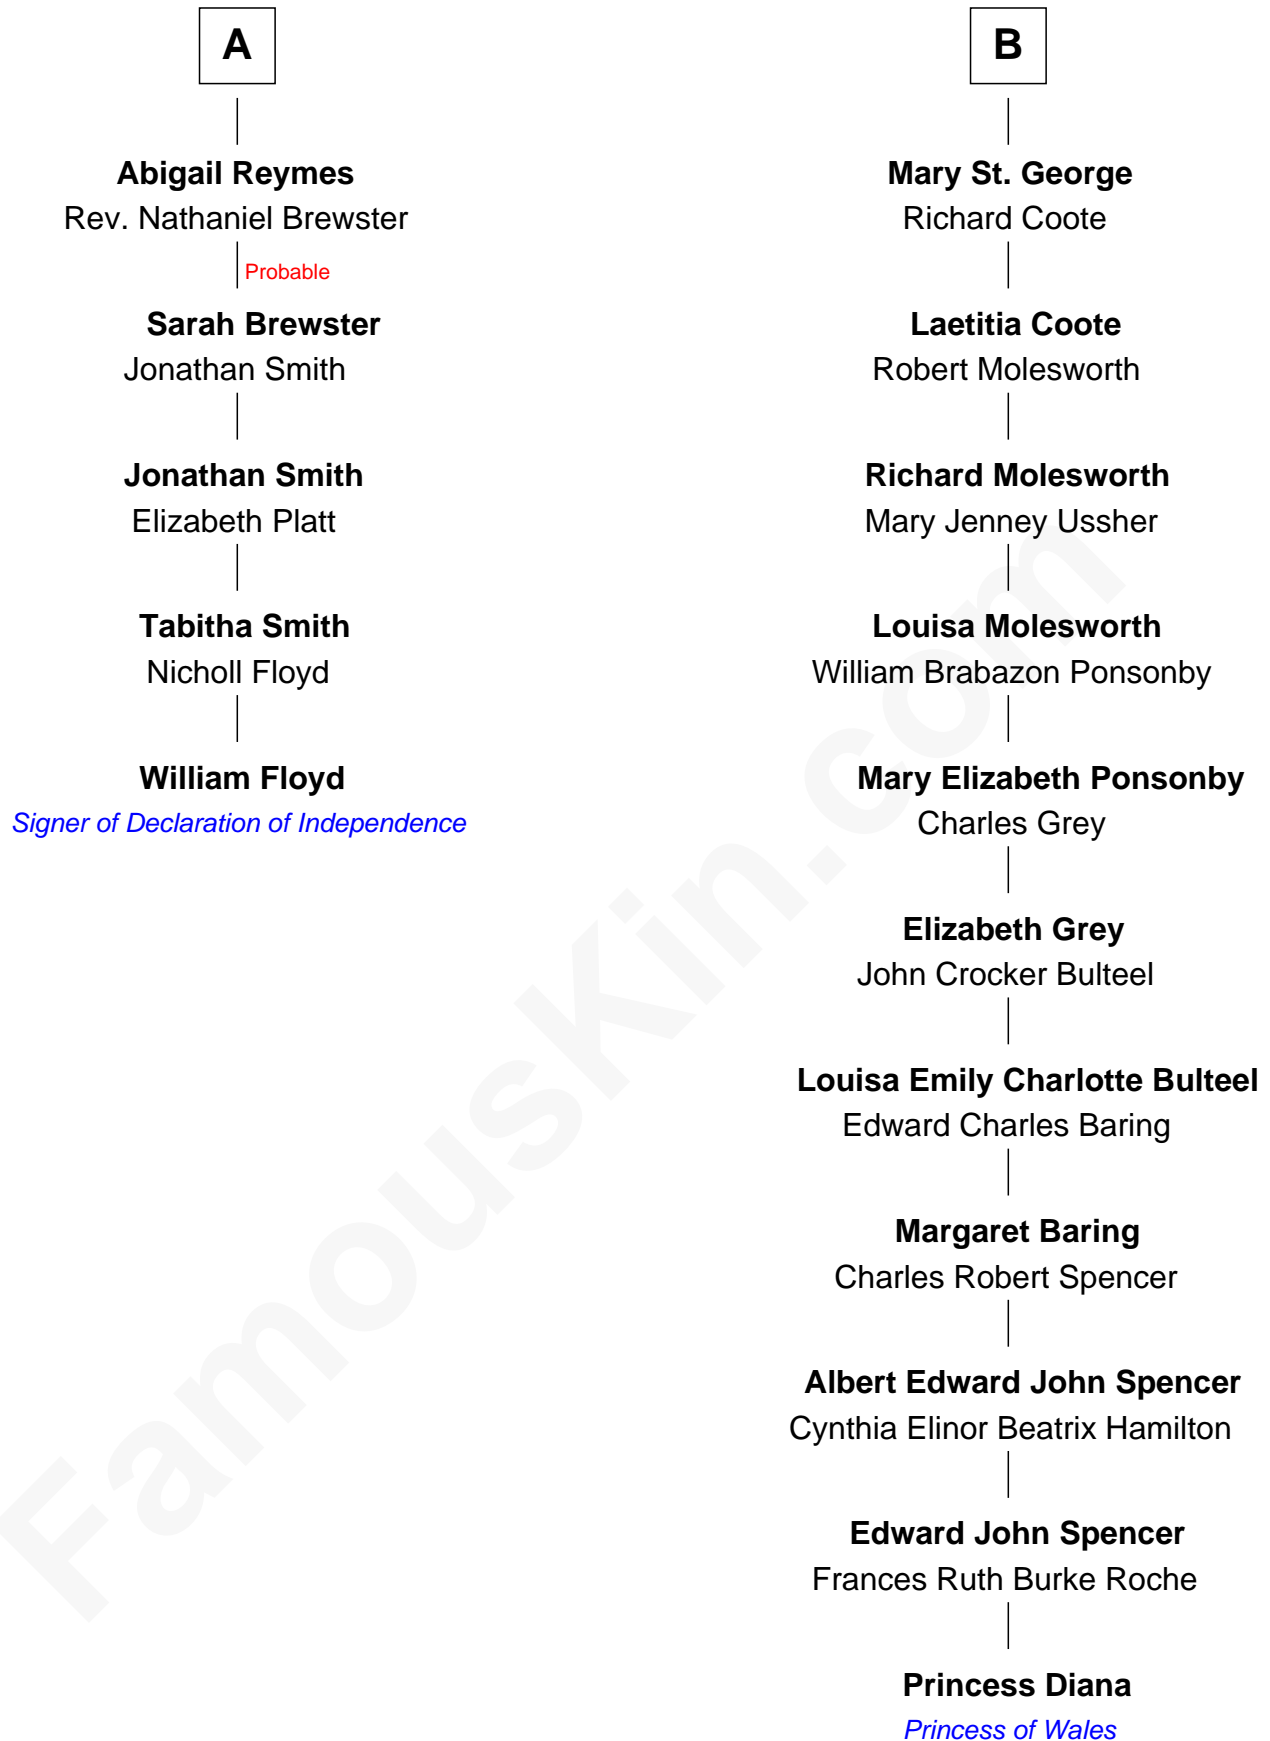 A
Abigail Reymes
Rev. Nathaniel Brewster
Probable
Sarah Brewster
Jonathan Smith
Jonathan Smith
Elizabeth Platt
Tabitha Smith
Nicholl Floyd
William Floyd
Signer of Declaration of Independence
B
Mary St. George
Richard Coote
Laetitia Coote
Robert Molesworth
Richard Molesworth
Mary Jenney Ussher
Louisa Molesworth
William Brabazon Ponsonby
Mary Elizabeth Ponsonby
Charles Grey
Elizabeth Grey
John Crocker Bulteel
Louisa Emily Charlotte Bulteel
Edward Charles Baring
Margaret Baring
Charles Robert Spencer
Albert Edward John Spencer
Cynthia Elinor Beatrix Hamilton
Edward John Spencer
Frances Ruth Burke Roche
Princess Diana
Princess of Wales
FamousKin.com